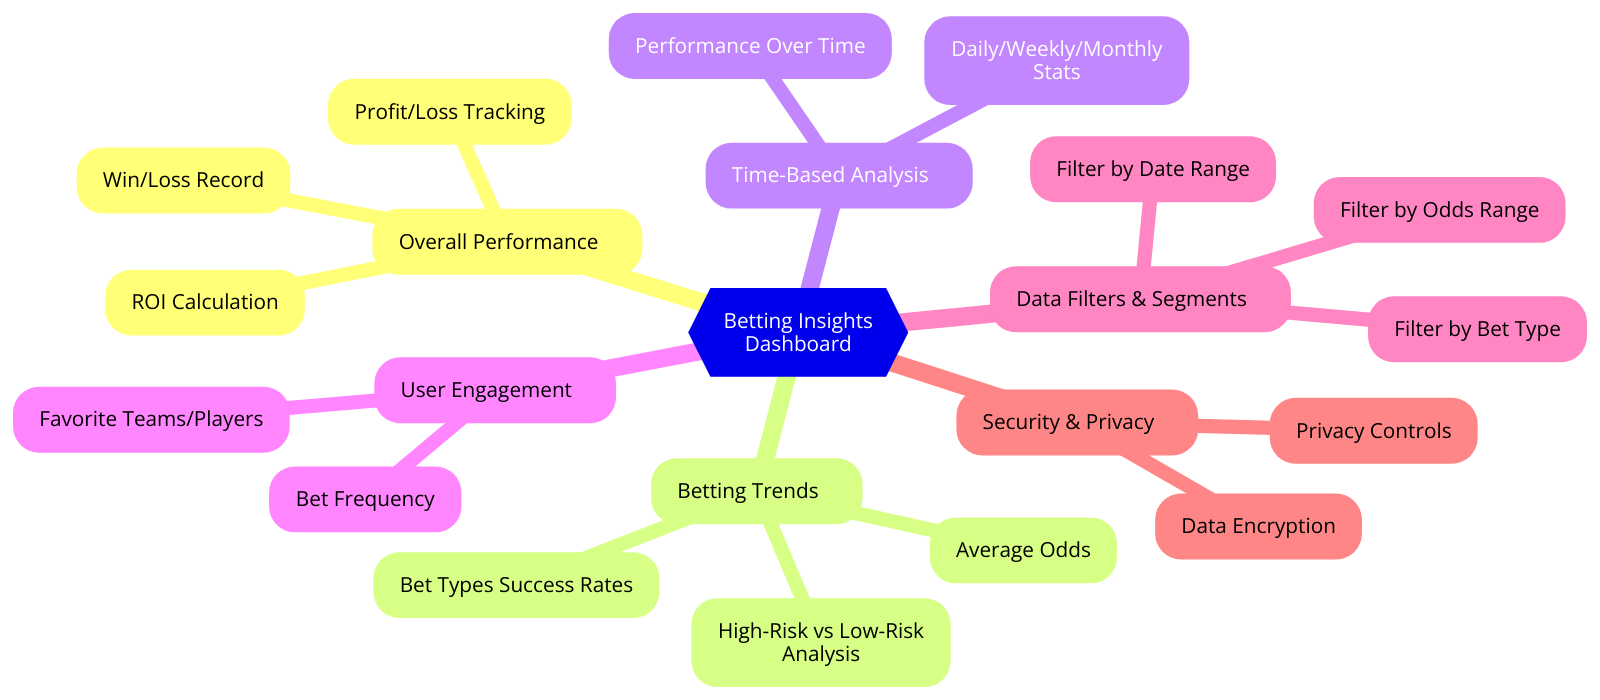 Performance Over Time
Daily/Weekly/Monthly
Stats
Profit/Loss Tracking
Win/Loss Record
Time-Based Analysis
Filter by Date Range
Filter by Odds Range
Overall Performance
ROI Calculation
Data Filters & Segments
Betting Insights
Dashboard
Filter by Bet Type
User Engagement
Favorite Teams/Players
Security & Privacy
Privacy Controls
Bet Frequency
Betting Trends
Data Encryption
Average Odds
Bet Types Success Rates
High-Risk vs Low-Risk
Analysis